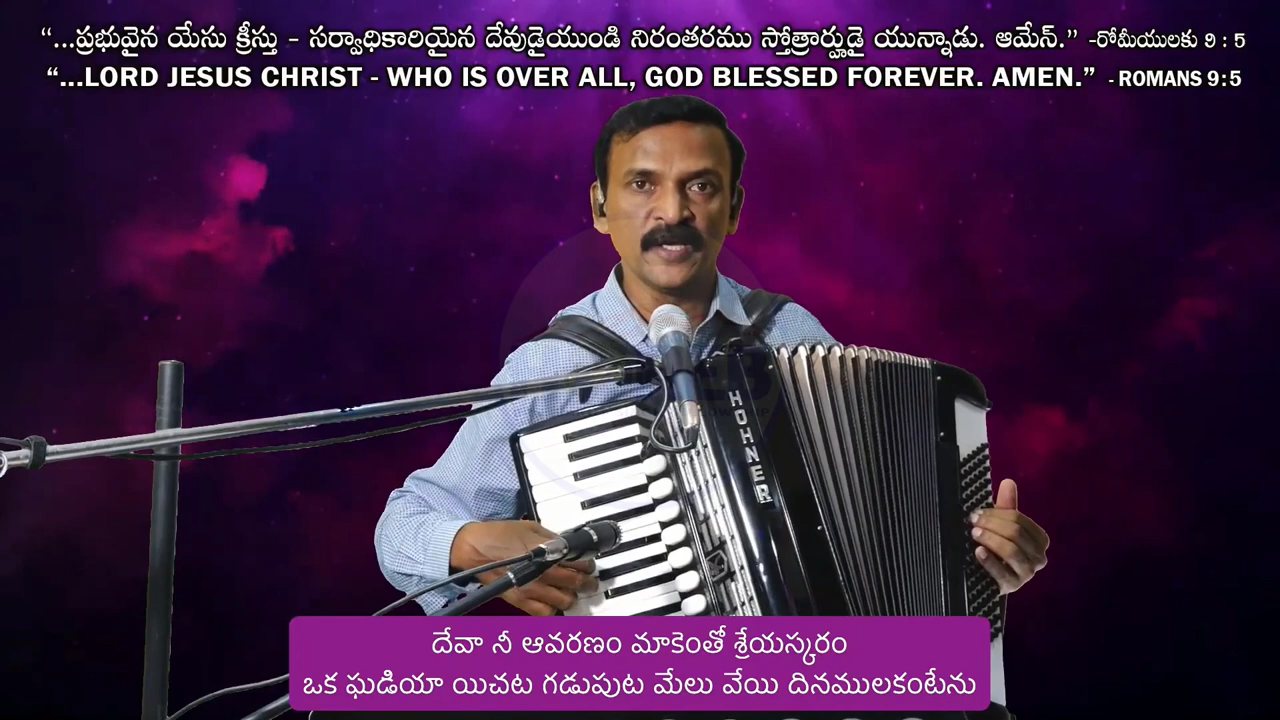 “...ప్రభువైన యేసు క్రీస్తు - సర్వాధికారియైన దేవుడైయుండి నిరంతరము స్తోత్రార్హుడై యున్నాడు. ఆమేన్.” -రోమీయులకు 9 : 5
“...LORD JESUS CHRIST - WHO IS OVER ALL, GOD BLESSED FOREVER. AMEN.” - ROMANS 9:5
HOHNER
దేవా నీ ఆవరణం మాకెంతో శ్రేయస్కరం
ఒక ఘడియా యిచట గడుపుట మేలు వేయి దినములకంటేను